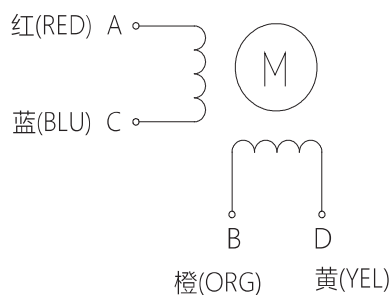 红(RED) A
M
蓝(BLU) C
B D
橙(ORG) 黄(YEL)